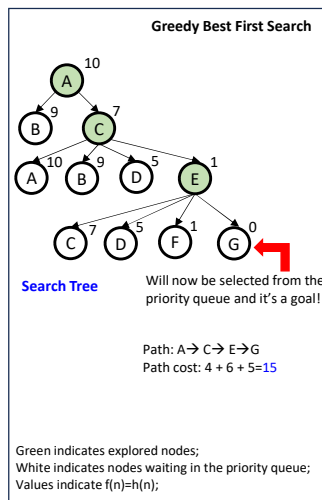 Greedy Best First Search
10
A
9
7
B
C
10
9
5
1
A
B
D
E
7
5
1
0
C
D
F
G
Search Tree
Will now be selected from the
priority queue and it's a goal!
Path: A→ C→ E→G
Path cost: 4 + 6 + 5=15
Green indicates explored nodes;
White indicates nodes waiting in the priority queue;
Values indicate f(n)=h(n);